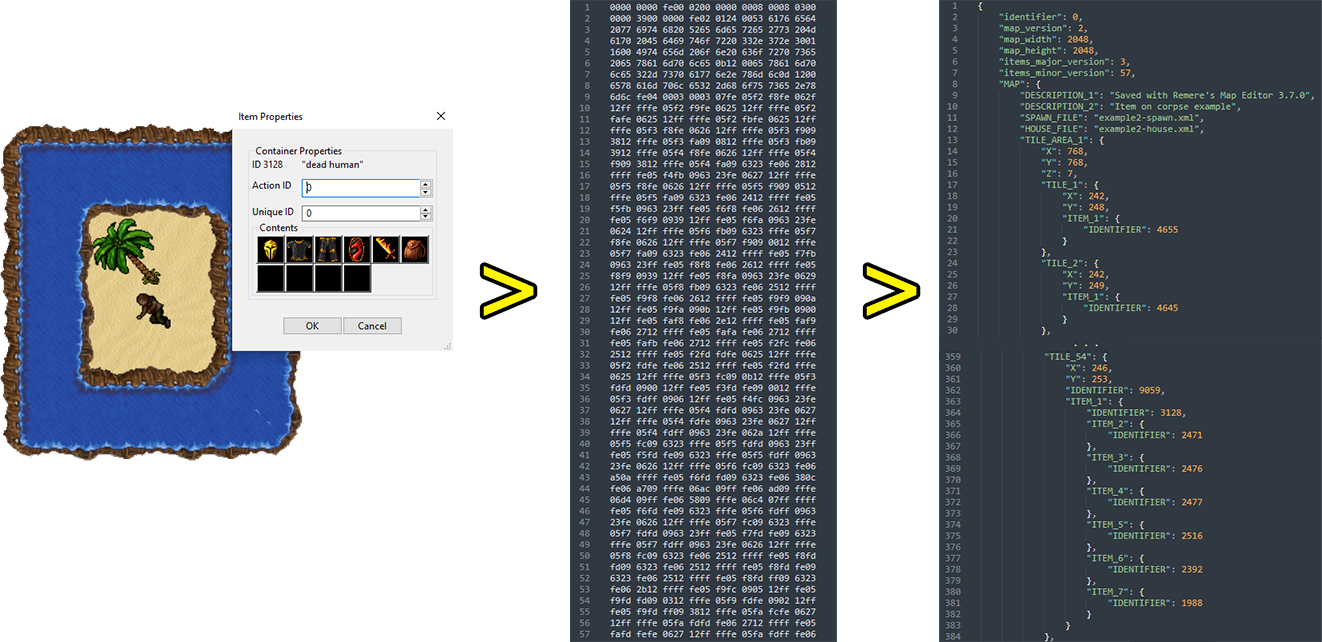 Item Properties
Container Properties
ID 3128 "dead human"
Action ID 0
Unique ID 0
Contents
OK Cancel
>
1 0000 0000 fe00 0200 0000 0008 0008 0300
2 0000 3900 0000 fe02 0124 0053 6176 6564
3 2077 6974 6820 5265 6d65 7265 2773 204d
4 6170 2045 6469 746f 7220 332e 372e 3001
5 1600 4974 656d 206f 6e20 636f 7270 7365
6 2065 7861 6d70 6c65 0b12 0065 7861 6d70
7 6c65 322d 7370 6177 6e2e 786d 6c0d 1200
8 6578 616d 706c 6532 2d68 6f75 7365 2e78
9 6d6c fe04 0003 0003 07fe 05f2 f8fe 062f
10 12ff fffe 05f2 f9fe 0625 12ff fffe 05f2
11 fafe 0625 12ff fffe 05f2 fbfe 0625 12ff
12 fffe 05f3 f8fe 0626 12ff fffe 05f3 f909
13 3812 fffe 05f3 fa09 0812 fffe 05f3 fb09
14 3912 fffe 05f4 f8fe 0626 12ff fffe 05f4
15 f909 3812 fffe 05f4 fa09 6323 fe06 2812
16 ffff fe05 f4fb 0963 23fe 0627 12ff fffe
17 05f5 f8fe 0626 12ff fffe 05f5 f909 0512
18 fffe 05f5 fa09 6323 fe06 2412 ffff fe05
19 f5fb 0963 23ff fe05 f6f8 fe06 2612 ffff
20 fe05 f6f9 0939 12ff fe05 f6fa 0963 23fe
21 0624 12ff fffe 05f6 fb09 6323 fffe 05f7
22 f8fe 0626 12ff fffe 05f7 f909 0012 fffe
23 05f7 fa09 6323 fe06 2412 ffff fe05 f7fb
24 0963 23ff fe05 f8f8 fe06 2612 ffff fe05
25 f8f9 0939 12ff fe05 f8fa 0963 23fe 0629
26 12ff fffe 05f8 fb09 6323 fe06 2512 ffff
27 fe05 f9f8 fe06 2612 ffff fe05 f9f9 090a
28 12ff fe05 f9fa 090b 12ff fe05 f9fb 0900
29 12ff fe05 faf8 fe06 2e12 ffff fe05 faf9
30 fe06 2712 ffff fe05 fafa fe06 2712 ffff
31 fe05 fafb fe06 2712 ffff fe05 f2fc fe06
32 2512 ffff fe05 f2fd fdfe 0625 12ff fffe
33 05f2 fdfe fe06 2512 ffff fe05 f2fd fffe
34 0625 12ff fffe 05f3 fc09 0b12 fffe 05f3
35 fdfd 0900 12ff fe05 f3fd fe09 0012 fffe
36 05f3 fdff 0906 12ff fe05 f4fc 0963 23fe
37 0627 12ff fffe 05f4 fdfd 0963 23fe 0627
38 12ff fffe 05f4 fdfe 0963 23fe 0627 12ff
39 fffe 05f4 fdff 0963 23fe 062a 12ff fffe
40 05f5 fc09 6323 fffe 05f5 fdfd 0963 23ff
41 fe05 f5fd fe09 6323 fffe 05f5 fdff 0963
42 23fe 0626 12ff fffe 05f6 fc09 6323 fe06
43 a50a ffff fe05 f6fd fd09 6323 fe06 380c
44 fe06 a709 fffe 06ac 09ff fe06 ad09 fffe
45 06d4 09ff fe06 5809 fffe 06c4 07ff ffff
46 fe05 f6fd fe09 6323 fffe 05f6 fdff 0963
47 23fe 0626 12ff fffe 05f7 fc09 6323 fffe
48 05f7 fdfd 0963 23ff fe05 f7fd fe09 6323
49 fffe 05f7 fdff 0963 23fe 0626 12ff fffe
50 05f8 fc09 6323 fe06 2512 ffff fe05 f8fd
51 fd09 6323 fe06 2512 ffff fe05 f8fd fe09
52 6323 fe06 2512 ffff fe05 f8fd ff09 6323
53 fe06 2b12 ffff fe05 f9fc 0905 12ff fe05
54 f9fd fd09 0312 fffe 05f9 fdfe 0902 12ff
55 fe05 f9fd ff09 3812 fffe 05fa fcfe 0627
56 12ff fffe 05fa fdfd fe06 2712 ffff fe05
57 fafd fefe 0627 12ff fffe 05fa fdff fe06
>
1 {
2 "identifier": 0,
3 "map_version": 2,
4 "map_width": 2048,
5 "map_height": 2048,
6 "items_major_version": 3,
7 "items_minor_version": 57,
8 "MAP": {
9 "DESCRIPTION_1": "Saved with Remere's Map Editor 3.7.0",
10 "DESCRIPTION_2": "Item on corpse example",
11 "SPAWN_FILE": "example2-spawn.xml",
12 "HOUSE_FILE": "example2-house.xml",
13 "TILE_AREA_1": {
14 "X": 768,
15 "Y": 768,
16 "Z": 7,
17 "TILE_1": {
18 "X": 242,
19 "Y": 248,
20 "ITEM_1": {
21 "IDENTIFIER": 4655
22 }
23 },
24 "TILE_2": {
25 "X": 242,
26 "Y": 249,
27 "ITEM_1": {
28 "IDENTIFIER": 4645
29 }
30 },
. . .
359 "TILE_54": {
360 "X": 246,
361 "Y": 253,
362 "IDENTIFIER": 9059,
363 "ITEM_1": {
364 "IDENTIFIER": 3128,
365 "ITEM_2": {
366 "IDENTIFIER": 2471
367 },
368 "ITEM_3": {
369 "IDENTIFIER": 2476
370 },
371 "ITEM_4": {
372 "IDENTIFIER": 2477
373 },
374 "ITEM_5": {
375 "IDENTIFIER": 2516
376 },
377 "ITEM_6": {
378 "IDENTIFIER": 2392
379 },
380 "ITEM_7": {
381 "IDENTIFIER": 1988
382 }
383 }
384 },